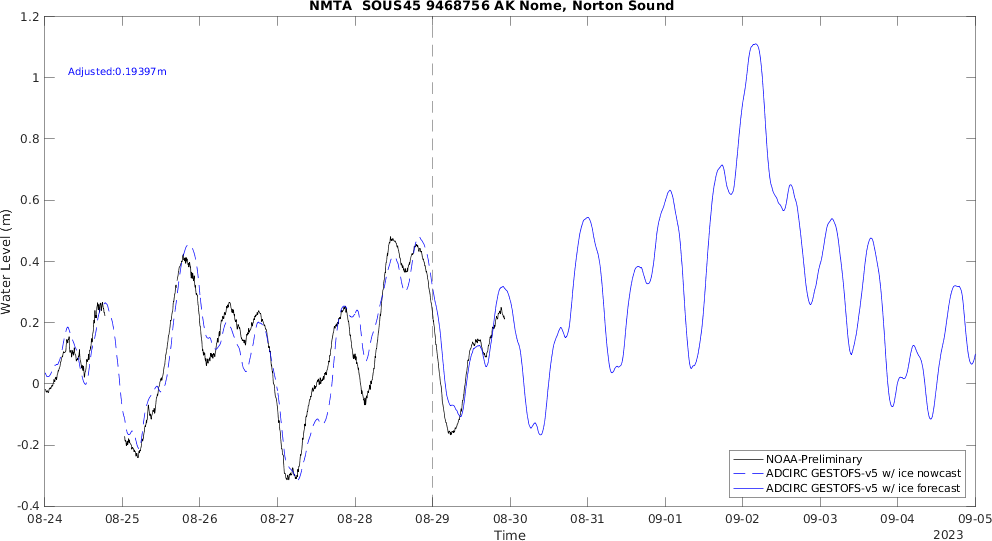 NMTA  SOUS45 9468756 AK Nome, Norton Sound
Adjusted:0.19397m
1.2
1
0.8
0.6
0.4
0.2
0
-0.2
-0.4
Water Level (m)
NOAA-Preliminary
ADCIRC GESTOFS-v5 w/ ice nowcast
ADCIRC GESTOFS-v5 w/ ice forecast
08-24 08-25 08-26 08-27 08-28 08-29 08-30 08-31 09-01 09-02 09-03 09-04 09-05
Time
2023